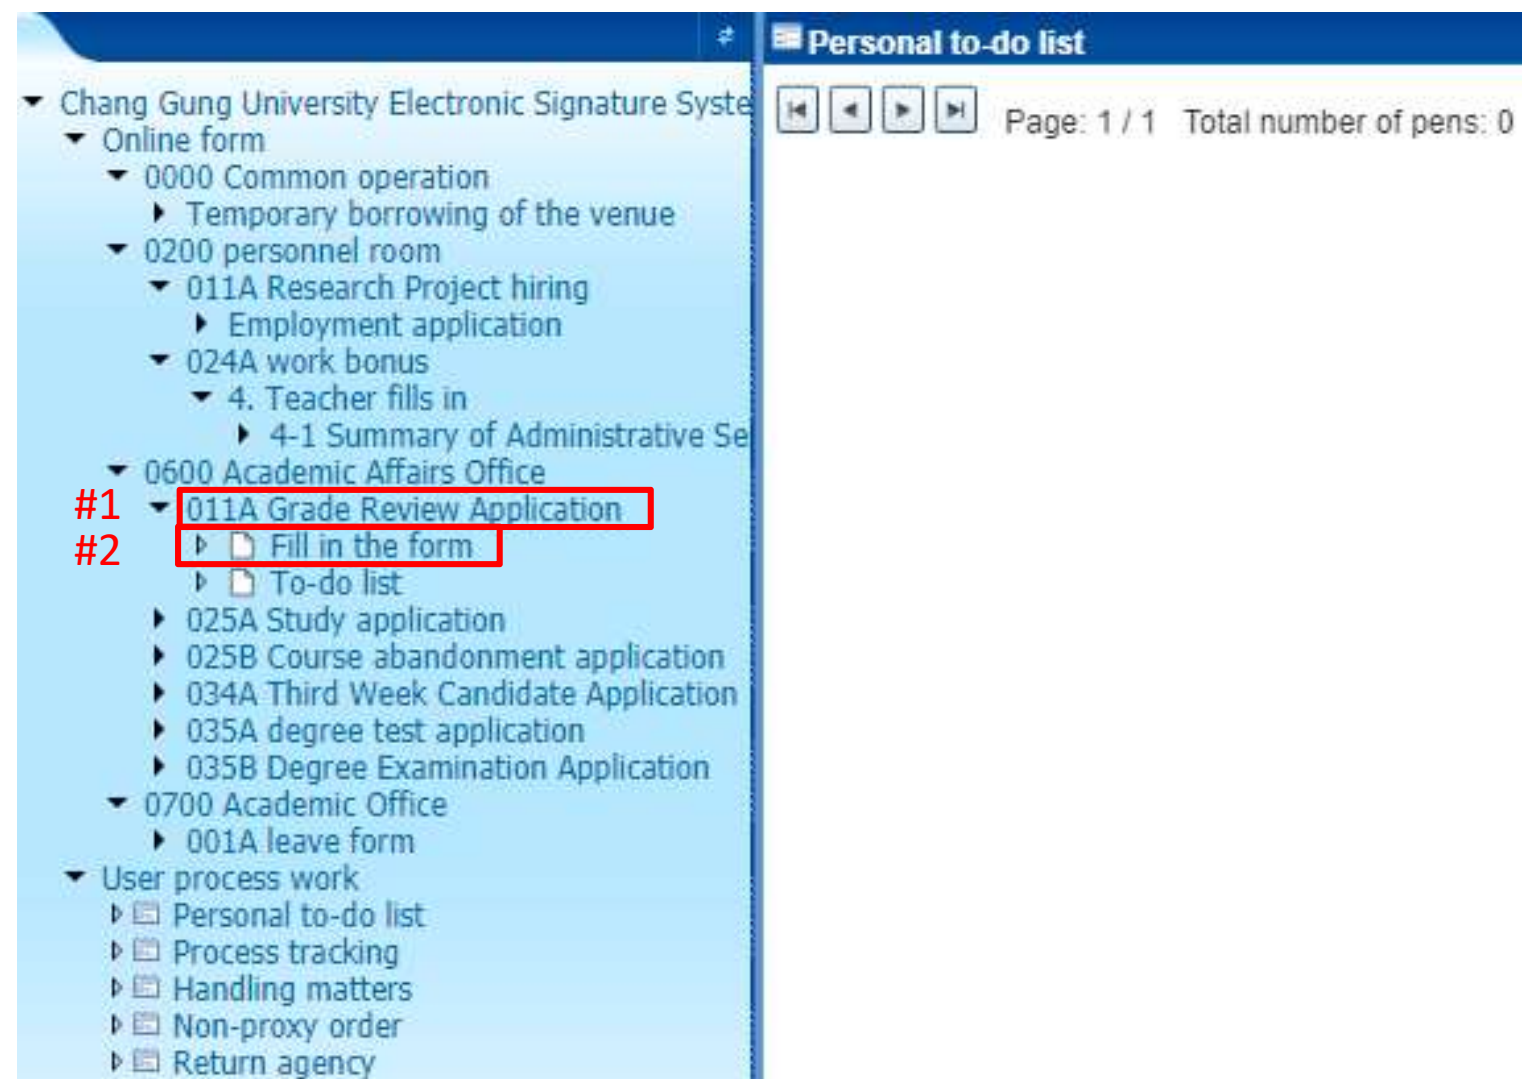 Personal to-do list
Page: 1 / 1 Total number of pens: 0
Chang Gung University Electronic Signature Syste
Online form
0000 Common operation
Temporary borrowing of the venue
0200 personnel room
011A Research Project hiring
Employment application
024A work bonus
4. Teacher fills in
4-1 Summary of Administrative Se
0600 Academic Affairs Office
#1 011A Grade Review Application
#2 Fill in the form
To-do list
025A Study application
025B Course abandonment application
034A Third Week Candidate Application
035A degree test application
035B Degree Examination Application
0700 Academic Office
001A leave form
User process work
Personal to-do list
Process tracking
Handling matters
Non-proxy order
Return agency